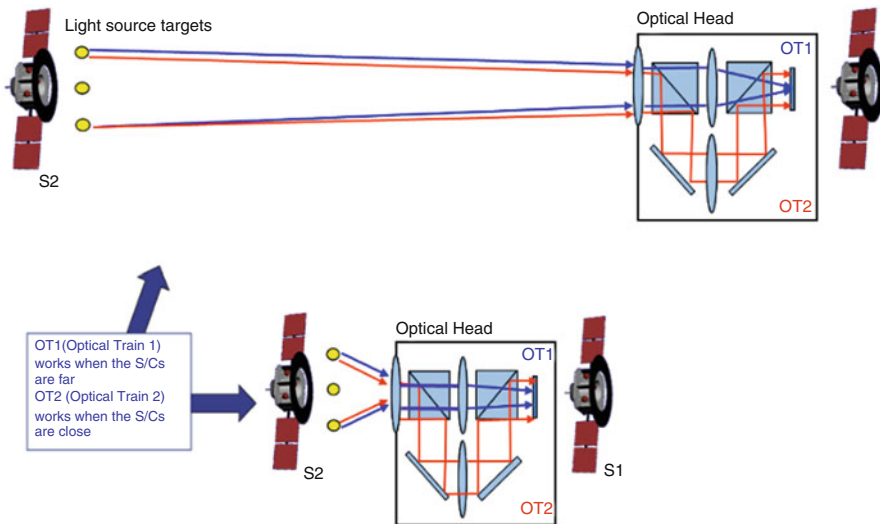 Light source targets
Optical Head
OT1
S2
OT2
OT1(Optical Train 1)
works when the S/Cs
are far
OT2 (Optical Train 2)
works when the S/Cs
are close
Optical Head
OT1
S2
S1
OT2